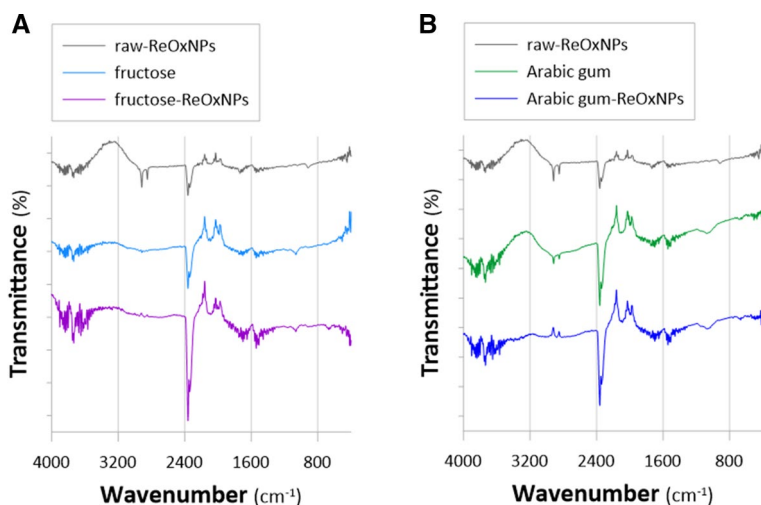 A
raw-ReOxNPs
fructose
fructose-ReOxNPs
Transmittance (%)
4000 3200 2400 1600 800
Wavenumber (cm⁻¹)
B
raw-ReOxNPs
Arabic gum
Arabic gum-ReOxNPs
Transmittance (%)
4000 3200 2400 1600 800
Wavenumber (cm⁻¹)